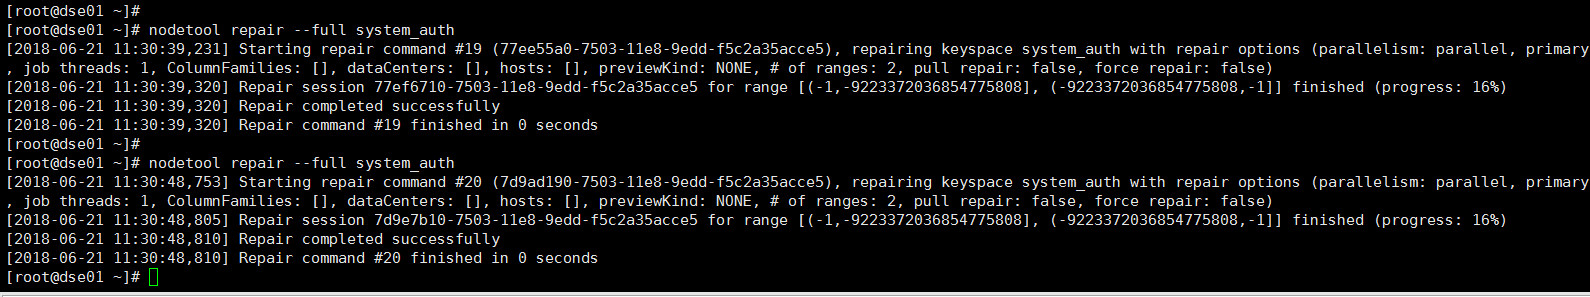 [root@dse01 ~]#
[root@dse01 ~]# nodetool repair --full system_auth
[2018-06-21 11:30:39,231] Starting repair command #19 (77ee55a0-7503-11e8-9edd-f5c2a35acce5), repairing keyspace system_auth with repair options (parallelism: parallel, primary
, job threads: 1, ColumnFamilies: [], dataCenters: [], hosts: [], previewKind: NONE, # of ranges: 2, pull repair: false, force repair: false)
[2018-06-21 11:30:39,320] Repair session 77ef6710-7503-11e8-9edd-f5c2a35acce5 for range [(-1,-9223372036854775808], (-9223372036854775808,-1]] finished (progress: 16%)
[2018-06-21 11:30:39,320] Repair completed successfully
[2018-06-21 11:30:39,320] Repair command #19 finished in 0 seconds
[root@dse01 ~]#
[root@dse01 ~]# nodetool repair --full system_auth
[2018-06-21 11:30:48,753] Starting repair command #20 (7d9ad190-7503-11e8-9edd-f5c2a35acce5), repairing keyspace system_auth with repair options (parallelism: parallel, primary
, job threads: 1, ColumnFamilies: [], dataCenters: [], hosts: [], previewKind: NONE, # of ranges: 2, pull repair: false, force repair: false)
[2018-06-21 11:30:48,805] Repair session 7d9e7b10-7503-11e8-9edd-f5c2a35acce5 for range [(-1,-9223372036854775808], (-9223372036854775808,-1]] finished (progress: 16%)
[2018-06-21 11:30:48,810] Repair completed successfully
[2018-06-21 11:30:48,810] Repair command #20 finished in 0 seconds
[root@dse01 ~]#